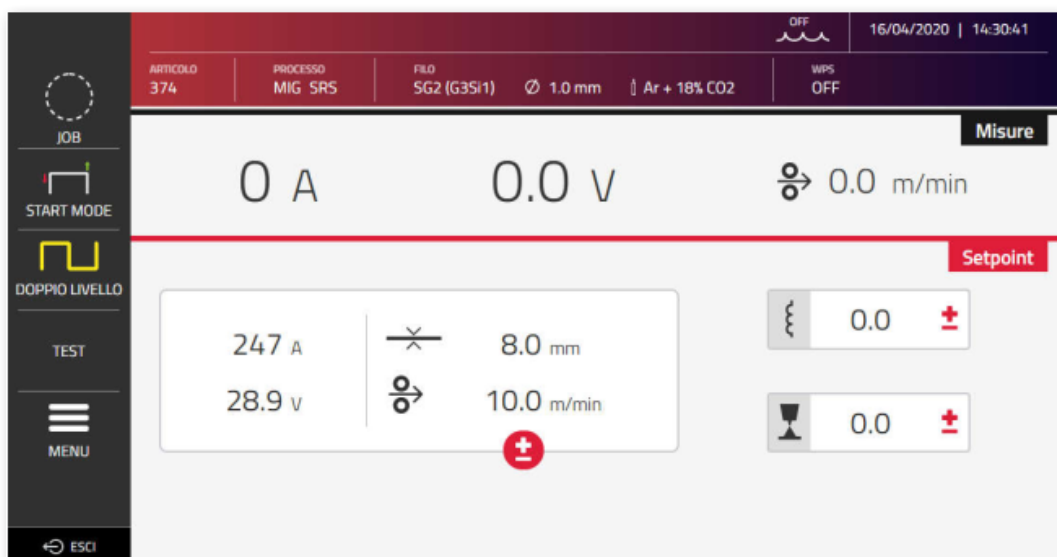 OFF
16/04/2020 | 14:30:41
ARTICOLO
374
PROCESSO
MIG SRS
FILO
SG2 (G3Si1) Ø 1.0 mm Ar + 18% CO2
WPS
OFF
JOB
START MODE
DOPPIO LIVELLO
TEST
MENU
ESCI
Misure
0 A 0.0 V 0.0 m/min
Setpoint
247 A 8.0 mm
28.9 V 10.0 m/min
0.0 ±
0.0 ±
±